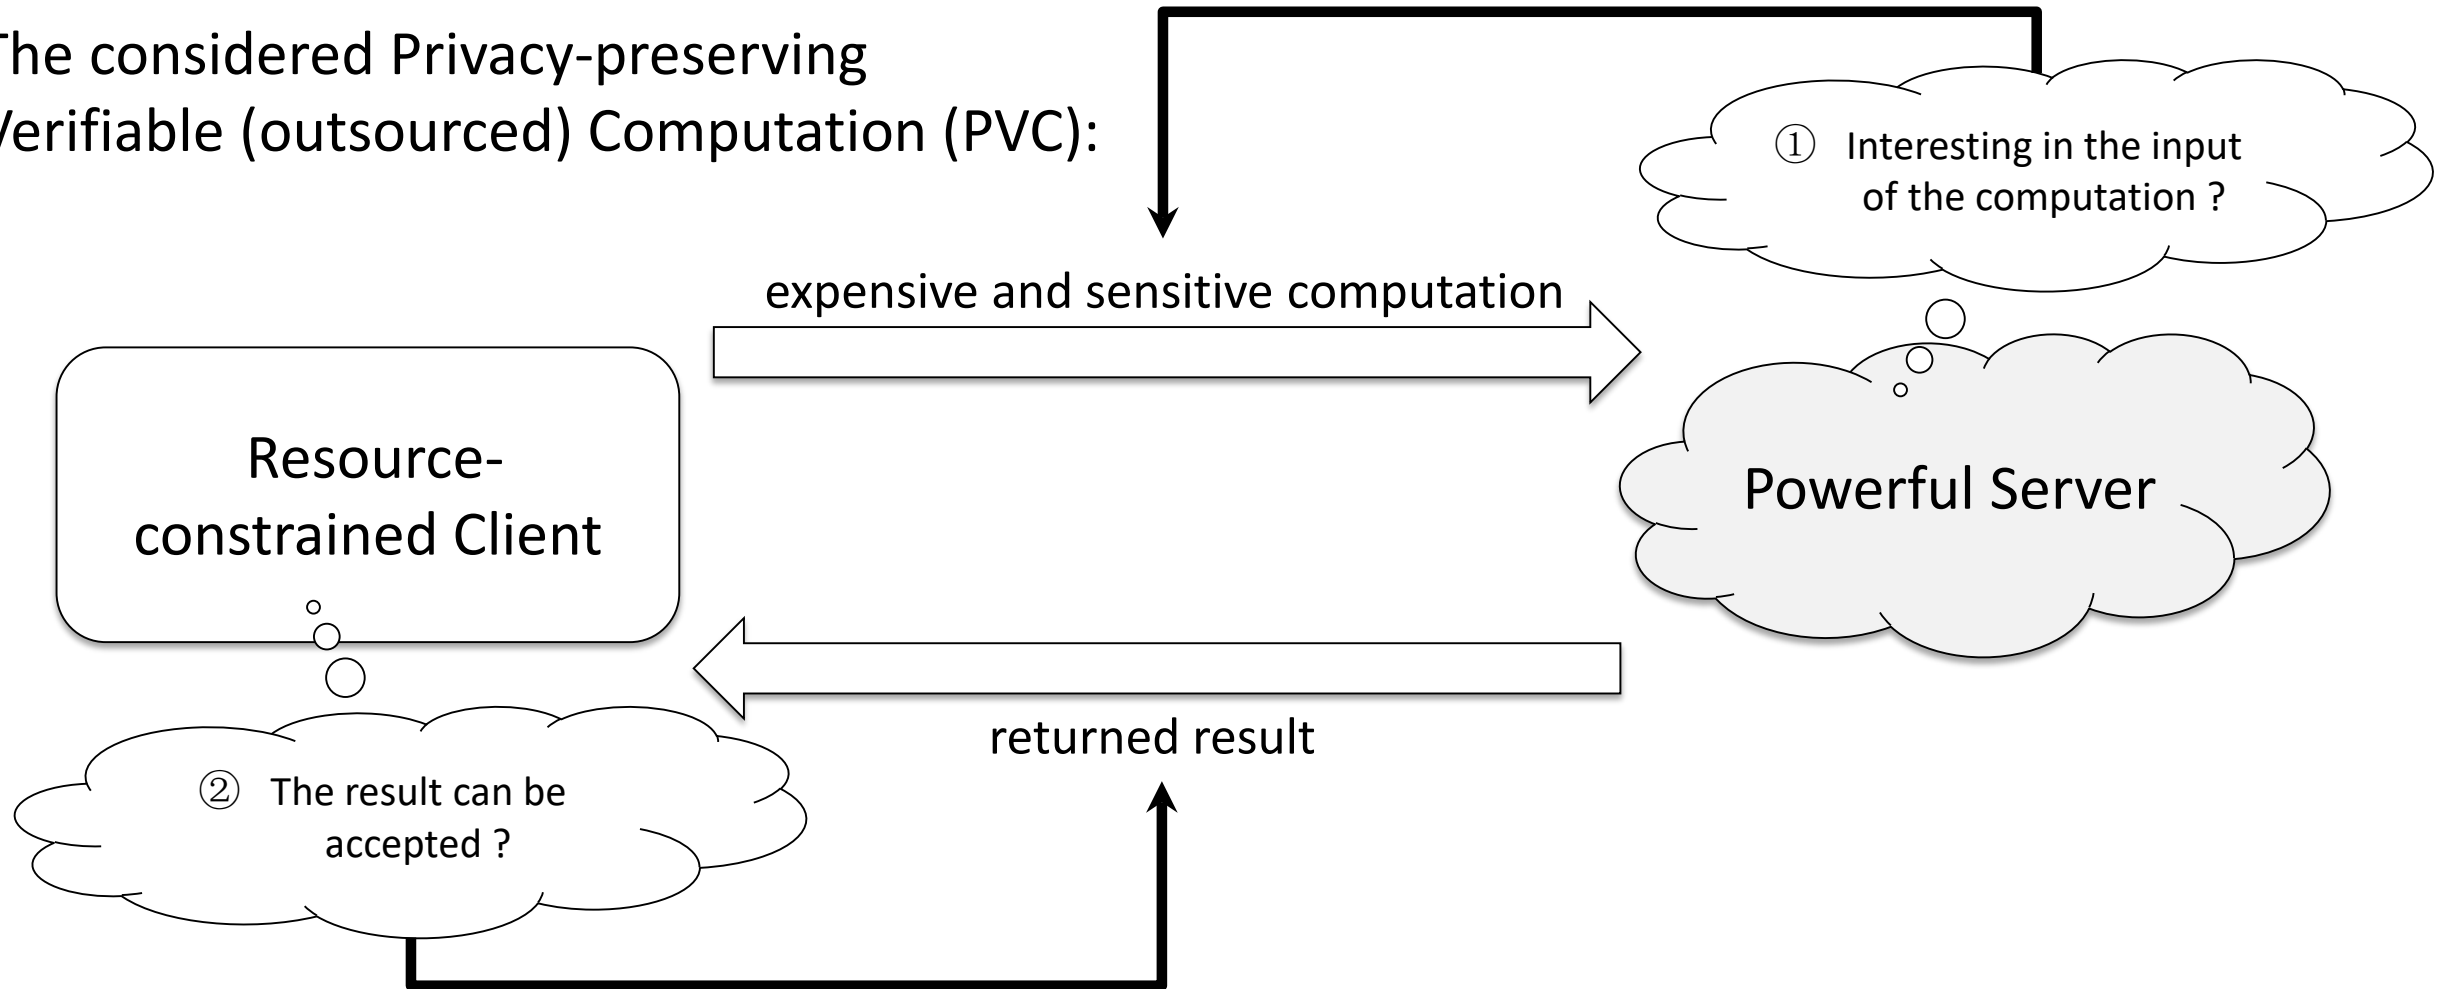 The considered Privacy-preserving
Verifiable (outsourced) Computation (PVC):
① Interesting in the input
of the computation ?
expensive and sensitive computation
Resource-
constrained Client
Powerful Server
returned result
② The result can be
accepted ?